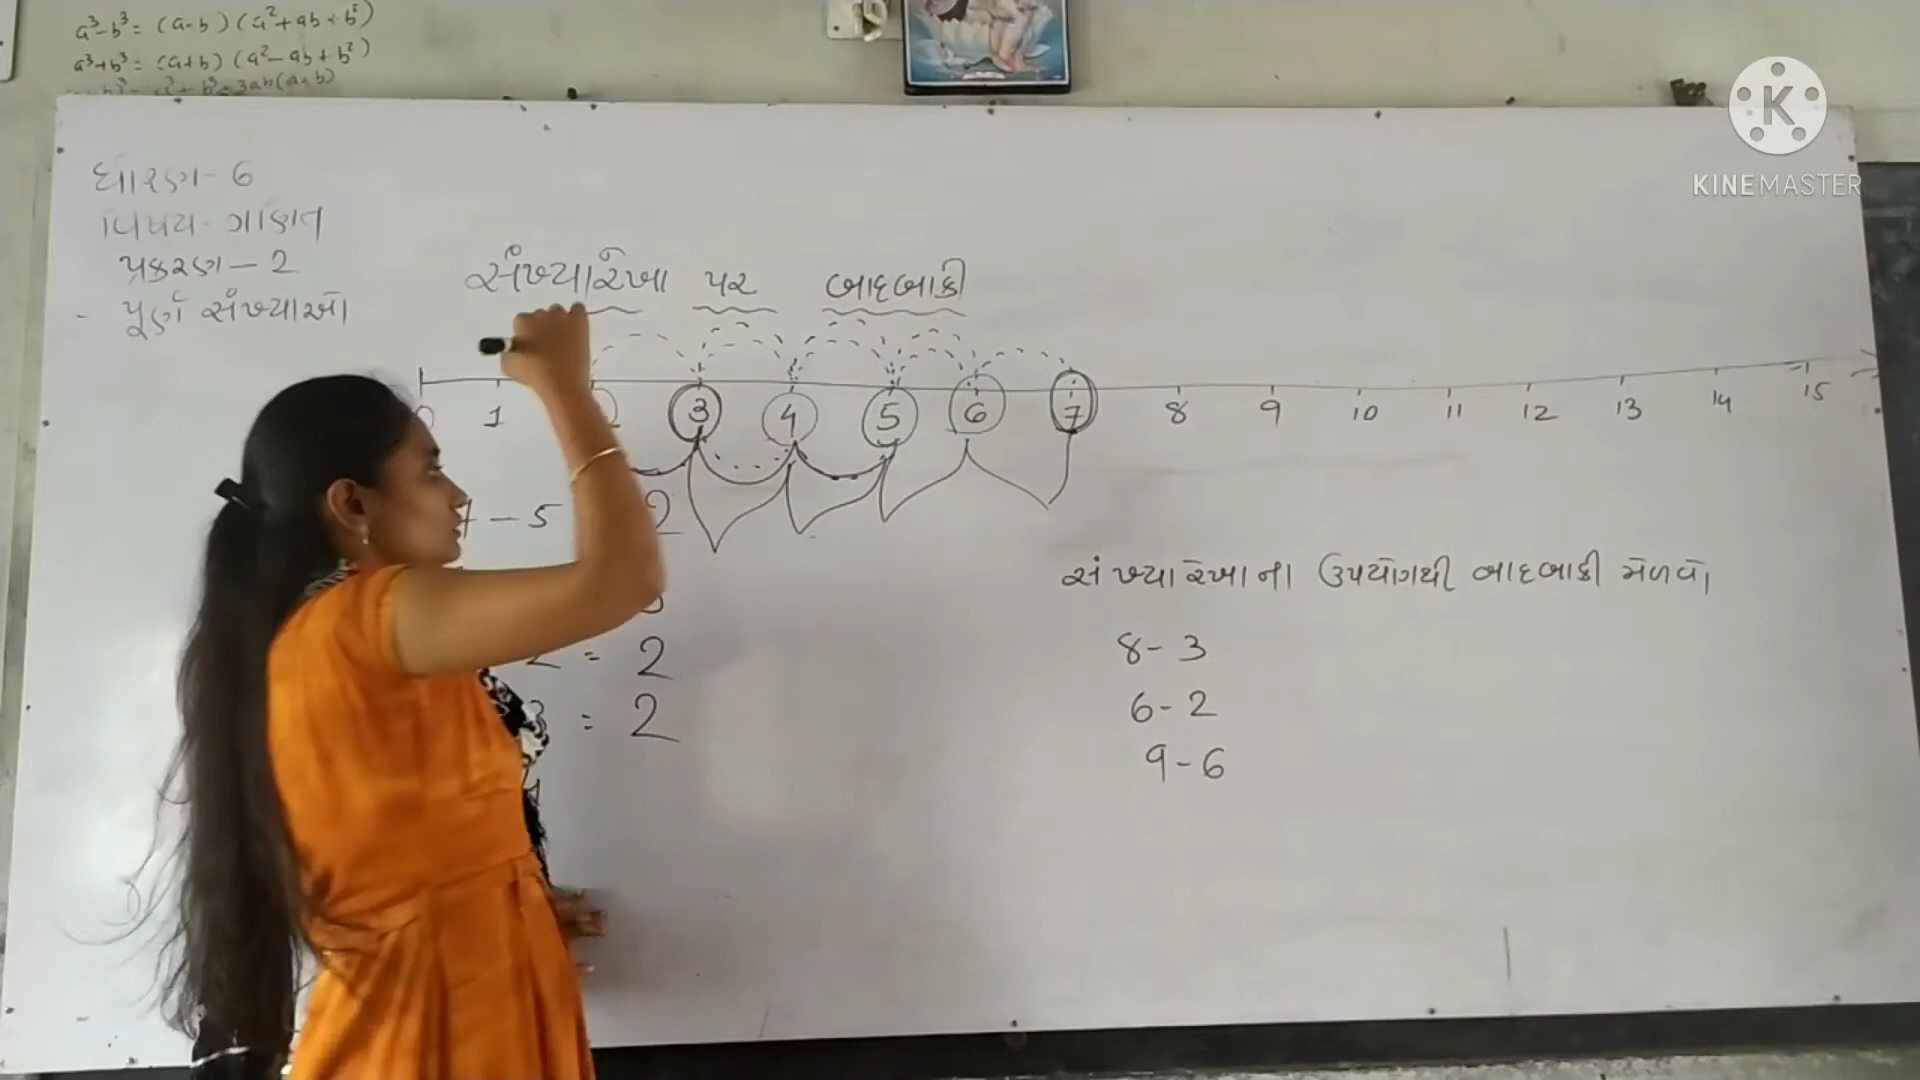 a³-b³ = (a-b) (a²+ab+b²)
a³+b³ = (a+b) (a²-ab+b²)
3ab(a+b)
KINEMASTER
ધોરણ - 6
વિષય - ગણિત
પ્રકરણ - 2
- પૂર્ણ સંખ્યાઓ
સંખ્યારેખા પર બાદબાકી
1 3 4 5 6 7 8 9 10 11 12 13 14 15
- 5 2
2 = 2
3 = 2
સંખ્યારેખાના ઉપયોગથી બાદબાકી મેળવો
8 - 3
6 - 2
9 - 6